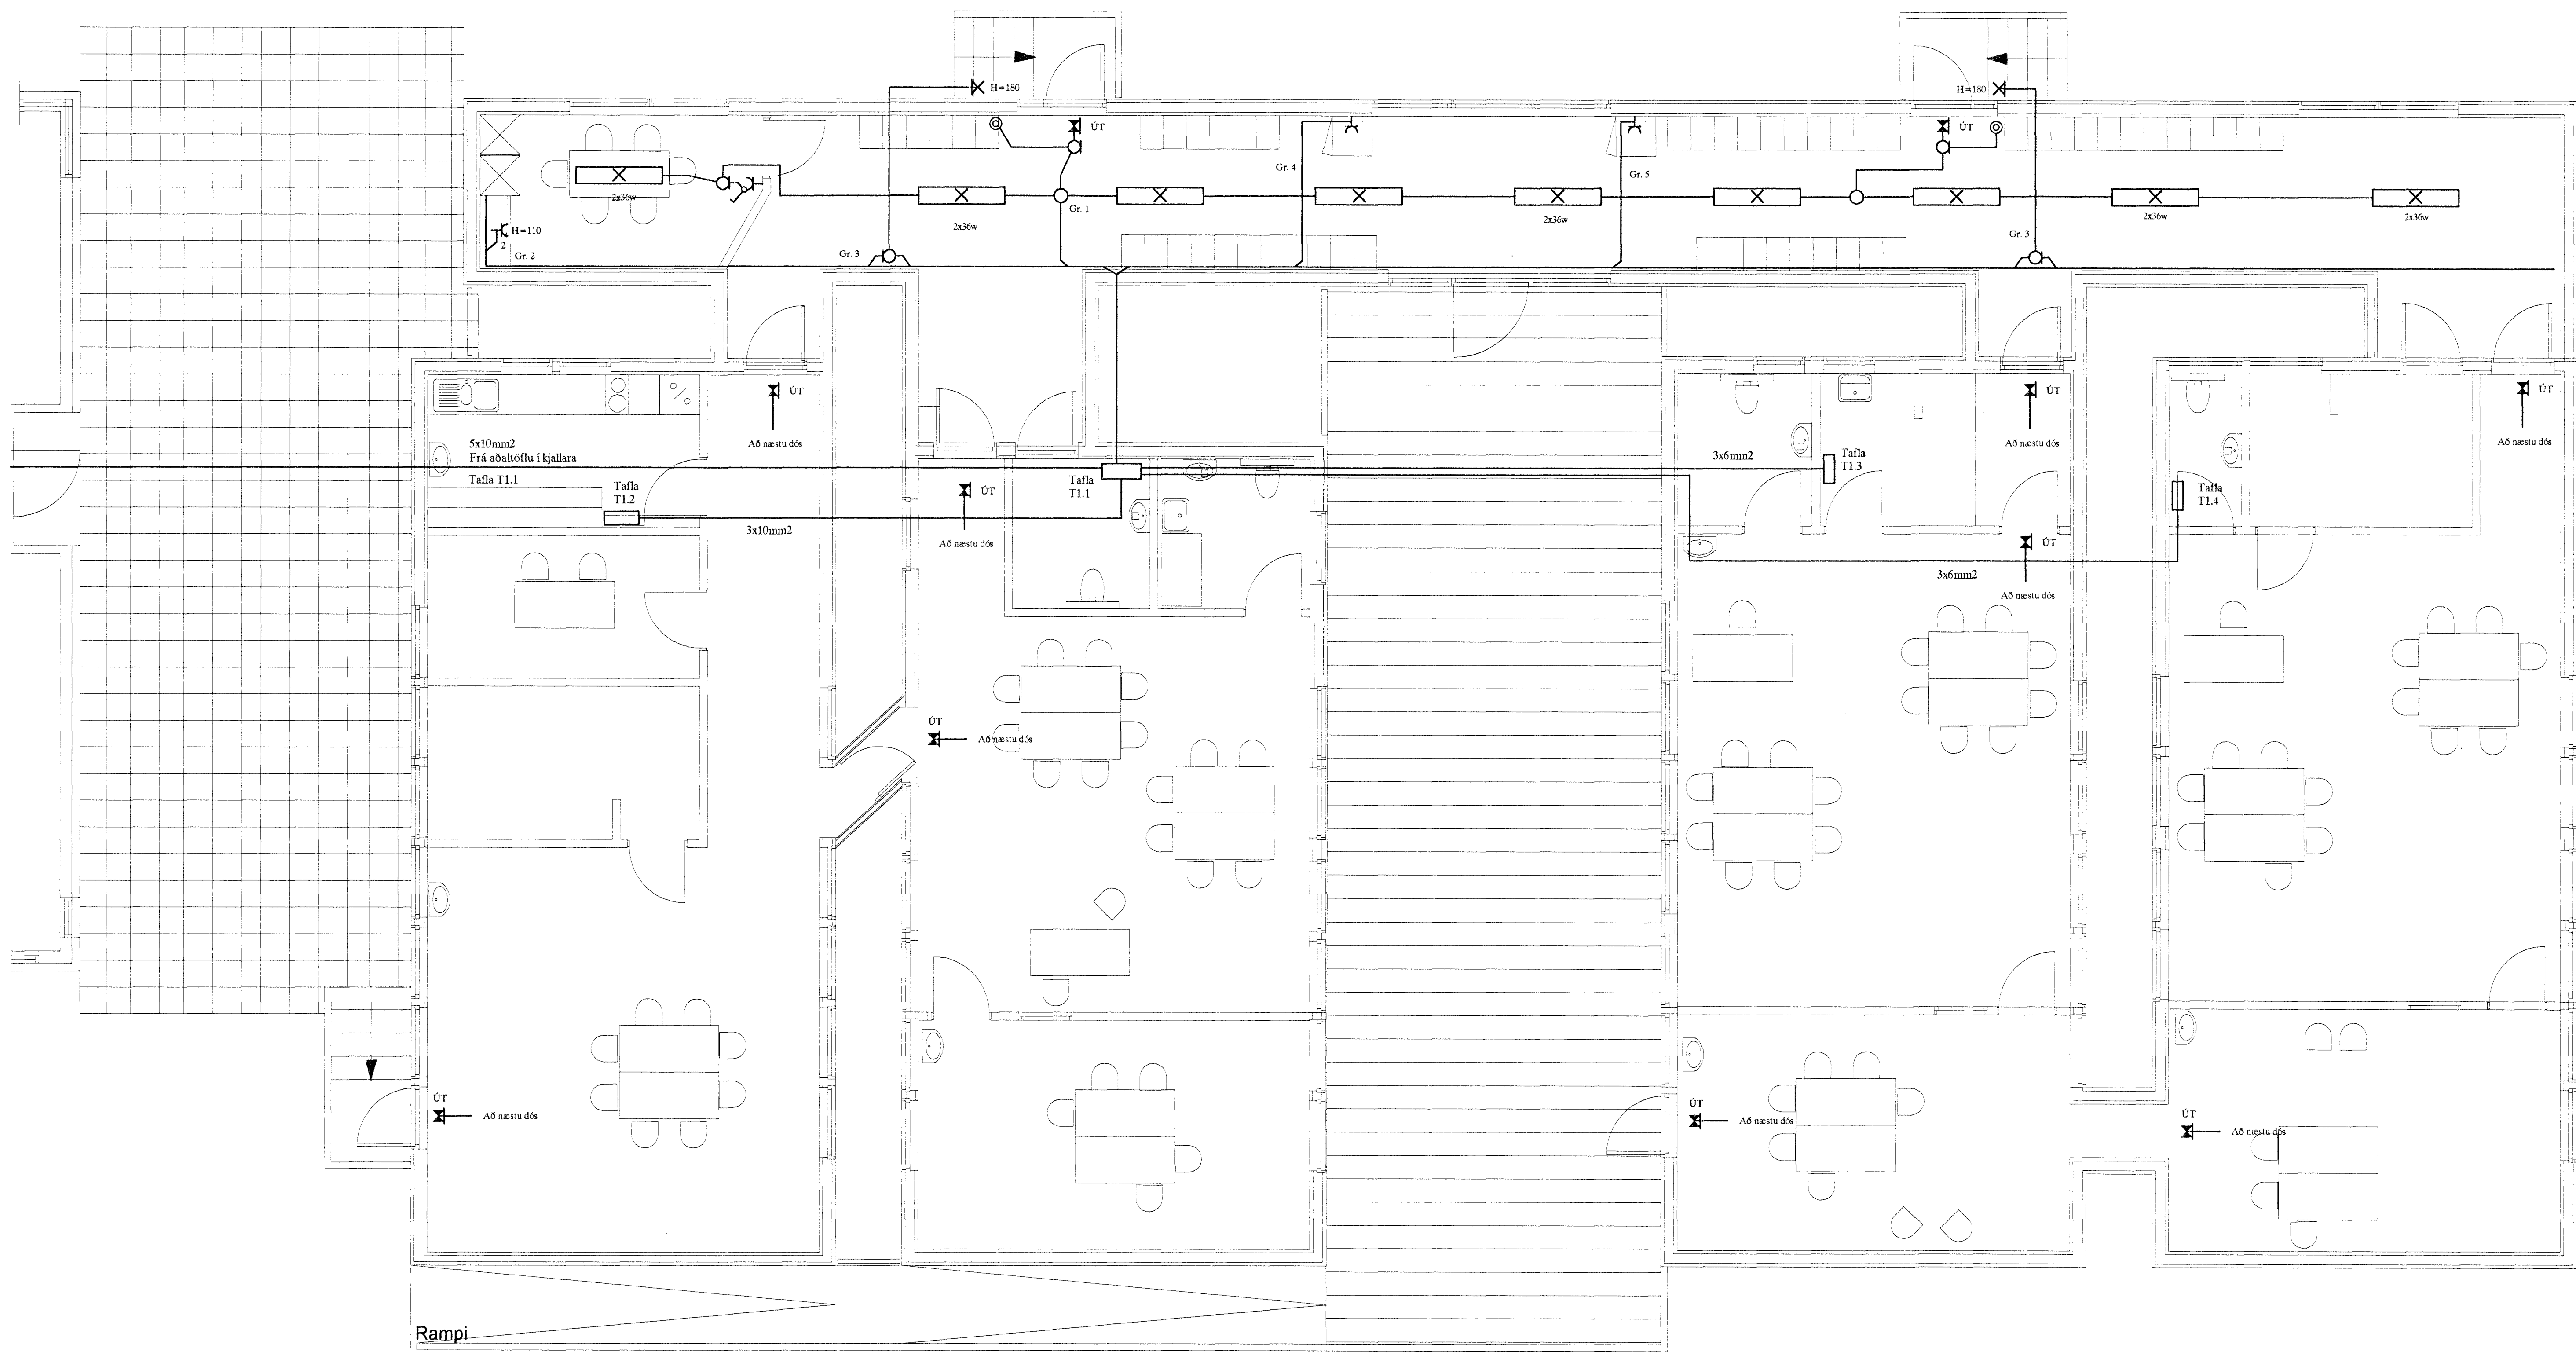 H=180
H=180
ÚT
ÚT
Gr. 4
Gr. 5
2x36w
Gr. 1
2x36w
2x36w
2x36w
2x36w
H=110
2
Gr. 2
Gr. 3
Gr. 3
ÚT
Að næstu dós
ÚT
Að næstu dós
ÚT
Að næstu dós
5x10mm2
Frá aðaltöflu í kjallara
Tafla T1.1
Tafla
T1.2
3x10mm2
ÚT
Að næstu dós
Tafla
T1.1
3x6mm2
Tafla
T1.3
Tafla
T1.4
ÚT
3x6mm2
Að næstu dós
ÚT
Að næstu dós
ÚT
Að næstu dós
ÚT
Að næstu dós
ÚT
Að næstu dós
Rampi